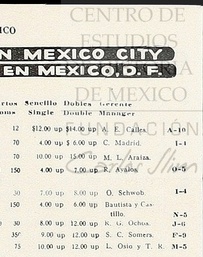 CENTRO DE
ICO
ESTUDIOS
N MEXICO CITY
EN MEXICO, D. F.
DE MEXICO
rtos Sencillo Dobles Gerente
ms Single Double Manager
FUNDACIÓN
12 $12.00 up $14.00 up A. E. Calles. A-10
70 4.00 up $ 6.00 up C. Madrid. I-1
70 10.00 up 15.00 up M. L. Araiza.
150 4.00 up 7.00 up R. Ayalos. O-5
30 7.00 up 8.00 up O. Schwob. I-4
150 4.00 up 6.00 up Bautista y Cas-
tillo. N-5
30 8.00 up 12.00 up R. G. Ochoa. J-6
350 9.00 up 12.00 up S. C. Somers. F-9
75 10.00 up 12.00 up L. Osio y T. R. M-5